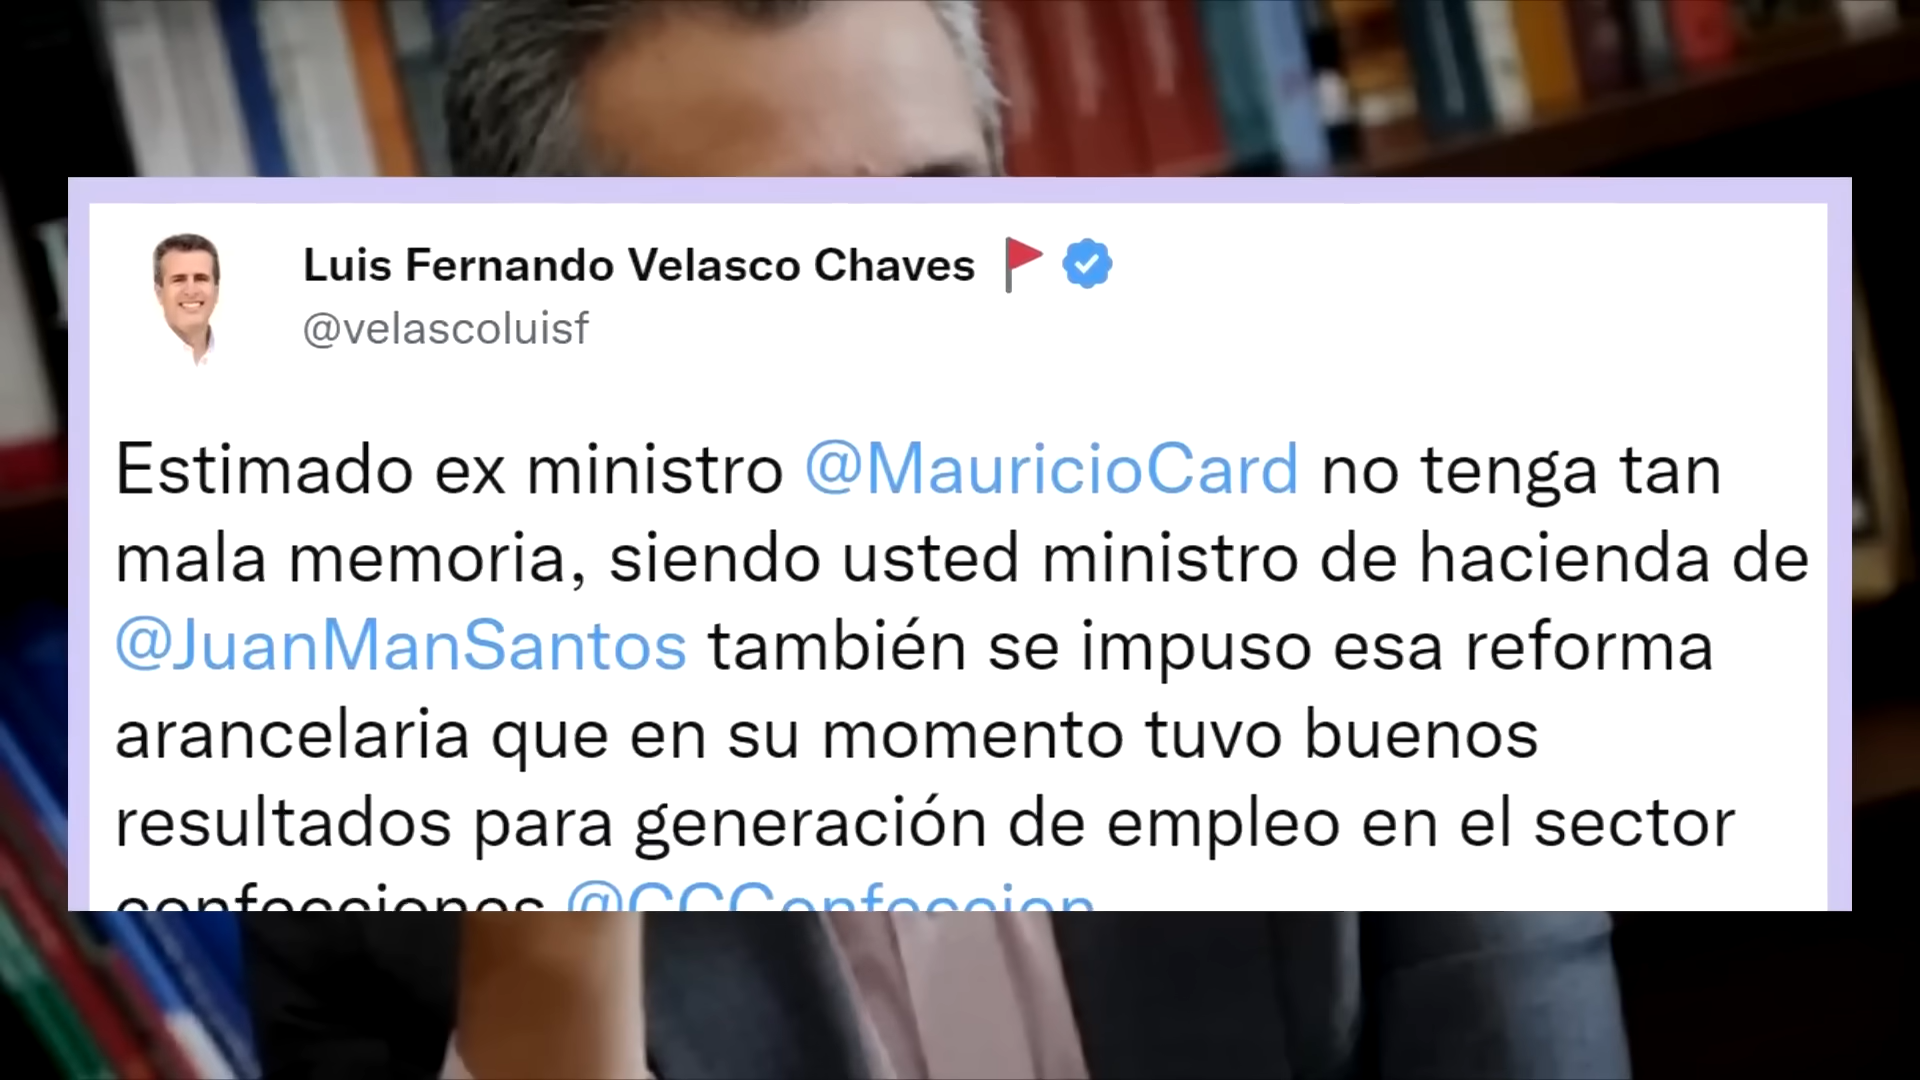 Luis Fernando Velasco Chaves
@velascoluisf
Estimado ex ministro @MauricioCard no tenga tan
mala memoria, siendo usted ministro de hacienda de
@JuanManSantos también se impuso esa reforma
arancelaria que en su momento tuvo buenos
resultados para generación de empleo en el sector
confecciones @CCConfeccion